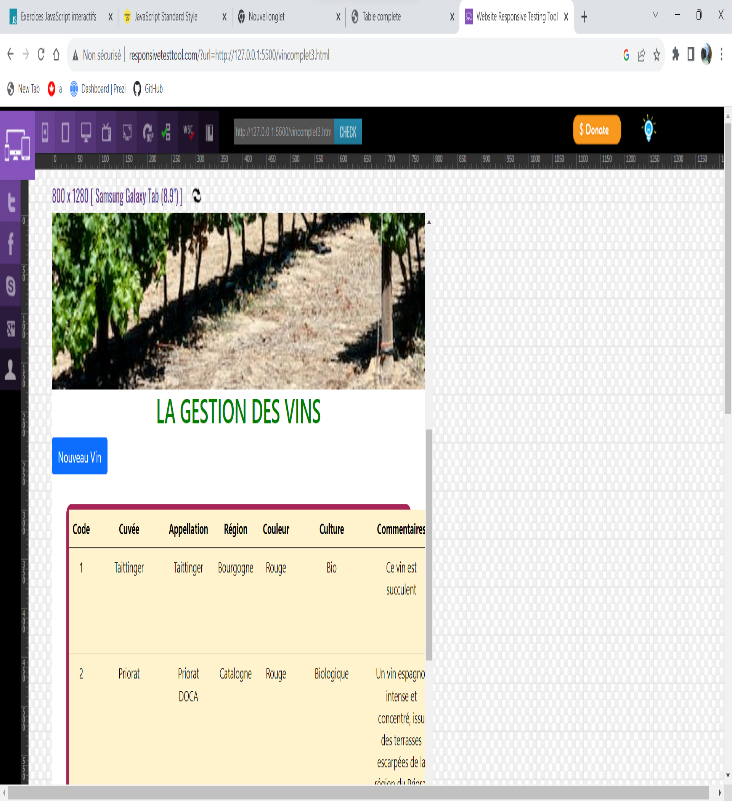 Exercices JavaScript interactifs
JavaScript Standard Style
Nouvel onglet
Table complete
Website Responsive Testing Tool
Non sécurisé | responsivetesttool.com/?url=http://127.0.0.1:5500/vincomplet3.html
New Tab
a
Dashboard | Prezi
GitHub
http://127.0.0.1:5500/vincomplet3.htm
CHECK
$ Donate
0 50 100 150 200 250 300 350 400 450 500 550 600 650 700 750 800 850 900 950 1000 1050 1100 1150 1200 1250 1300 1350
800 x 1280 [ Samsung Galaxy Tab (8.9") ]
LA GESTION DES VINS
Nouveau Vin
Code Cuvée Appellation Région Couleur Culture Commentaires
1 Taittinger Taittinger Bourgogne Rouge Bio Ce vin est
succulent
2 Priorat Priorat Catalogne Rouge Biologique Un vin espagno
DOCA intense et
concentré, issu
des terrasses
escarpées de la
région du Priora